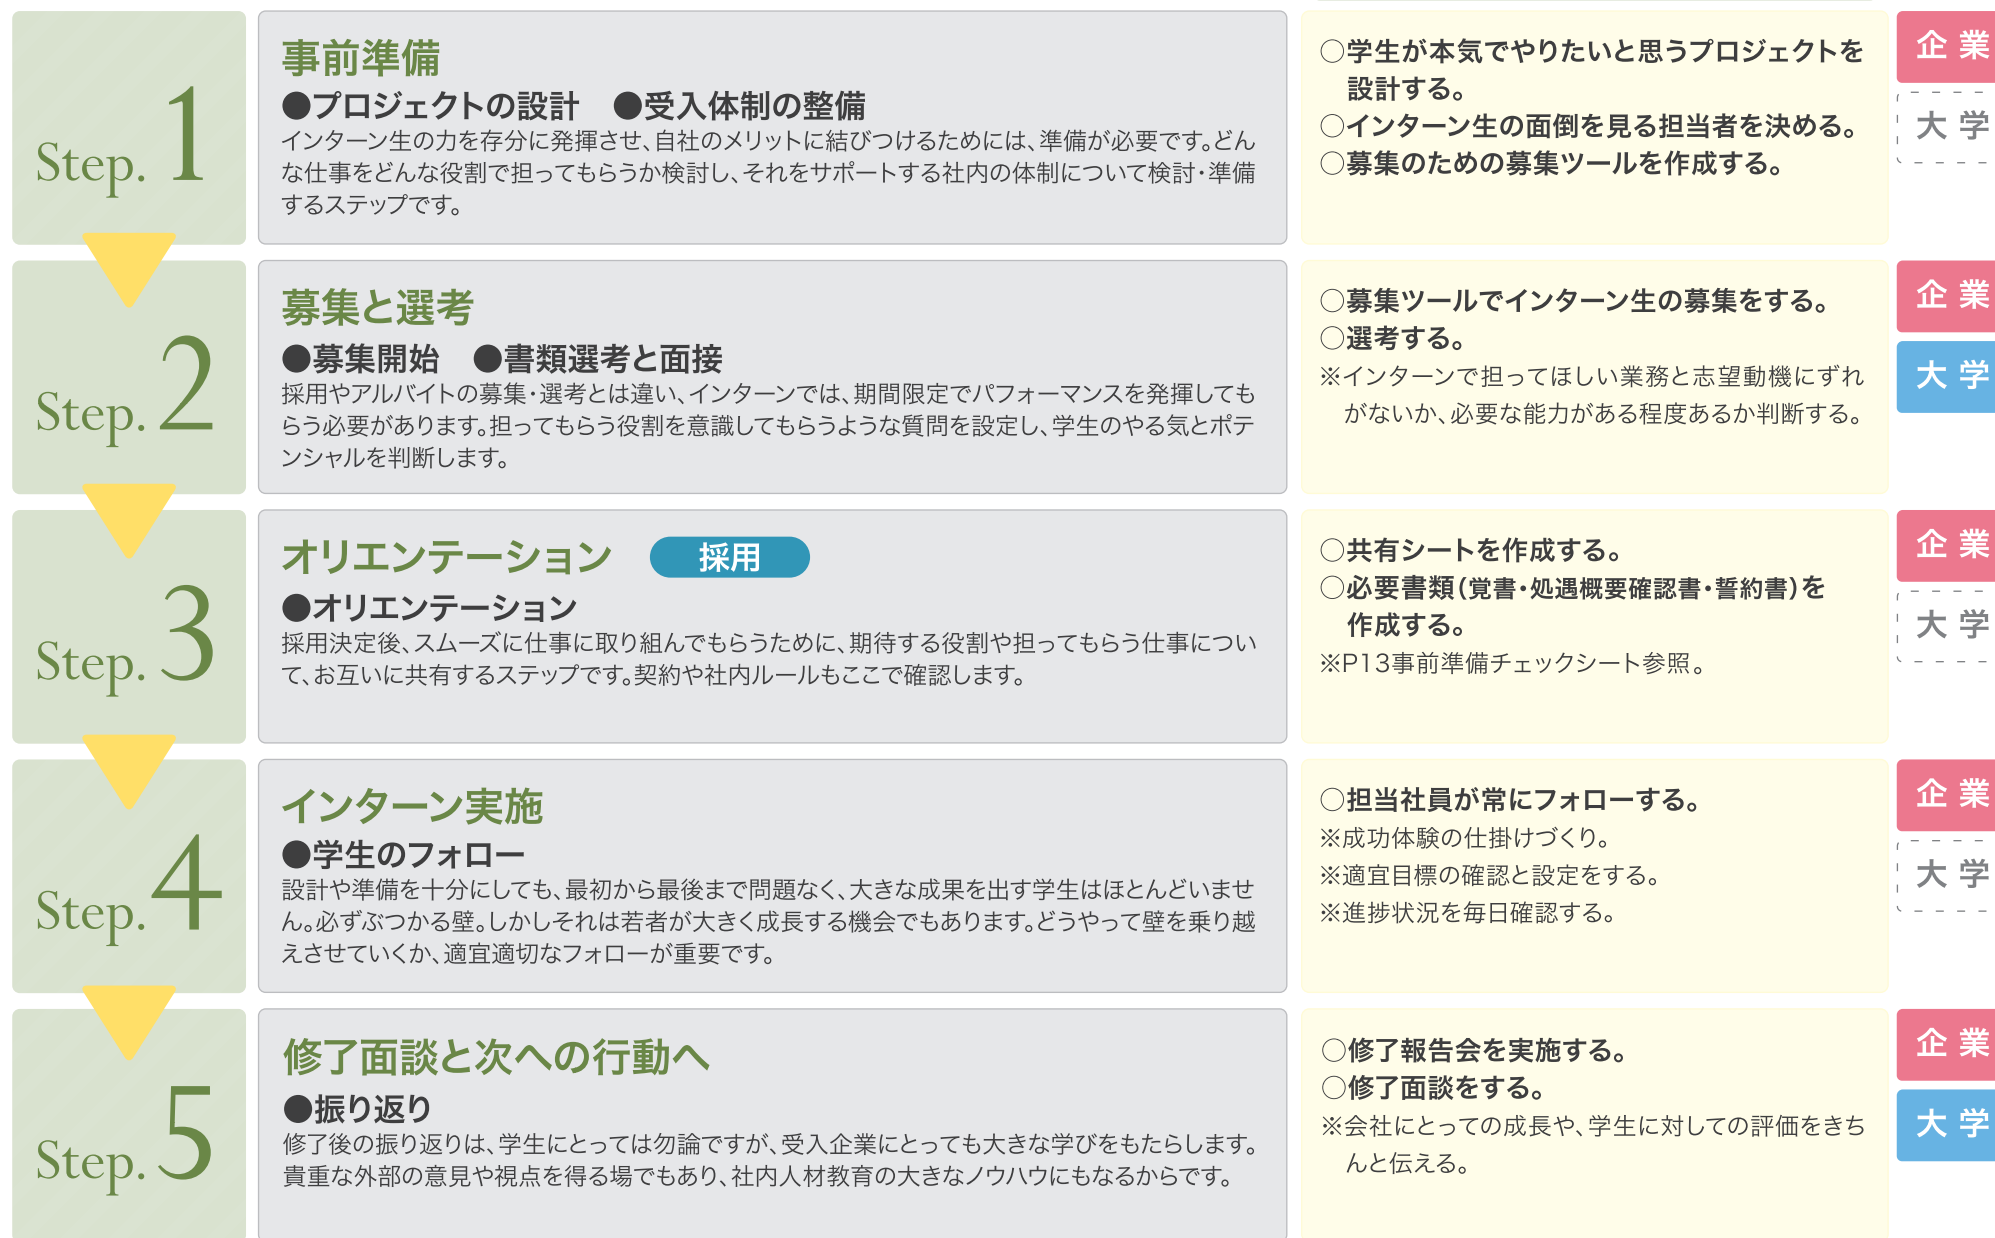 Step. 1
事前準備
●プロジェクトの設計　●受入体制の整備
インターン生の力を存分に発揮させ、自社のメリットに結びつけるためには、準備が必要です。どん
な仕事をどんな役割で担ってもらうか検討し、それをサポートする社内の体制について検討・準備
するステップです。
○学生が本気でやりたいと思うプロジェクトを
設計する。
○インターン生の面倒を見る担当者を決める。
○募集のための募集ツールを作成する。
企業
大学
Step. 2
募集と選考
●募集開始　●書類選考と面接
採用やアルバイトの募集・選考とは違い、インターンでは、期間限定でパフォーマンスを発揮しても
らう必要があります。担ってもらう役割を意識してもらうような質問を設定し、学生のやる気とポテ
ンシャルを判断します。
○募集ツールでインターン生の募集をする。
○選考する。
※インターンで担ってほしい業務と志望動機にずれ
がないか、必要な能力がある程度あるか判断する。
企業
大学
Step. 3
オリエンテーション　採用
●オリエンテーション
採用決定後、スムーズに仕事に取り組んでもらうために、期待する役割や担ってもらう仕事につい
て、お互いに共有するステップです。契約や社内ルールもここで確認します。
○共有シートを作成する。
○必要書類（覚書・処遇概要確認書・誓約書）を
作成する。
※P13事前準備チェックシート参照。
企業
大学
Step. 4
インターン実施
●学生のフォロー
設計や準備を十分にしても、最初から最後まで問題なく、大きな成果を出す学生はほとんどいませ
ん。必ずぶつかる壁。しかしそれは若者が大きく成長する機会でもあります。どうやって壁を乗り越
えさせていくか、適宜適切なフォローが重要です。
○担当社員が常にフォローする。
※成功体験の仕掛けづくり。
※適宜目標の確認と設定をする。
※進捗状況を毎日確認する。
企業
大学
Step. 5
修了面談と次への行動へ
●振り返り
修了後の振り返りは、学生にとっては勿論ですが、受入企業にとっても大きな学びをもたらします。
貴重な外部の意見や視点を得る場でもあり、社内人材教育の大きなノウハウにもなるからです。
○修了報告会を実施する。
○修了面談をする。
※会社にとっての成長や、学生に対しての評価をきち
んと伝える。
企業
大学